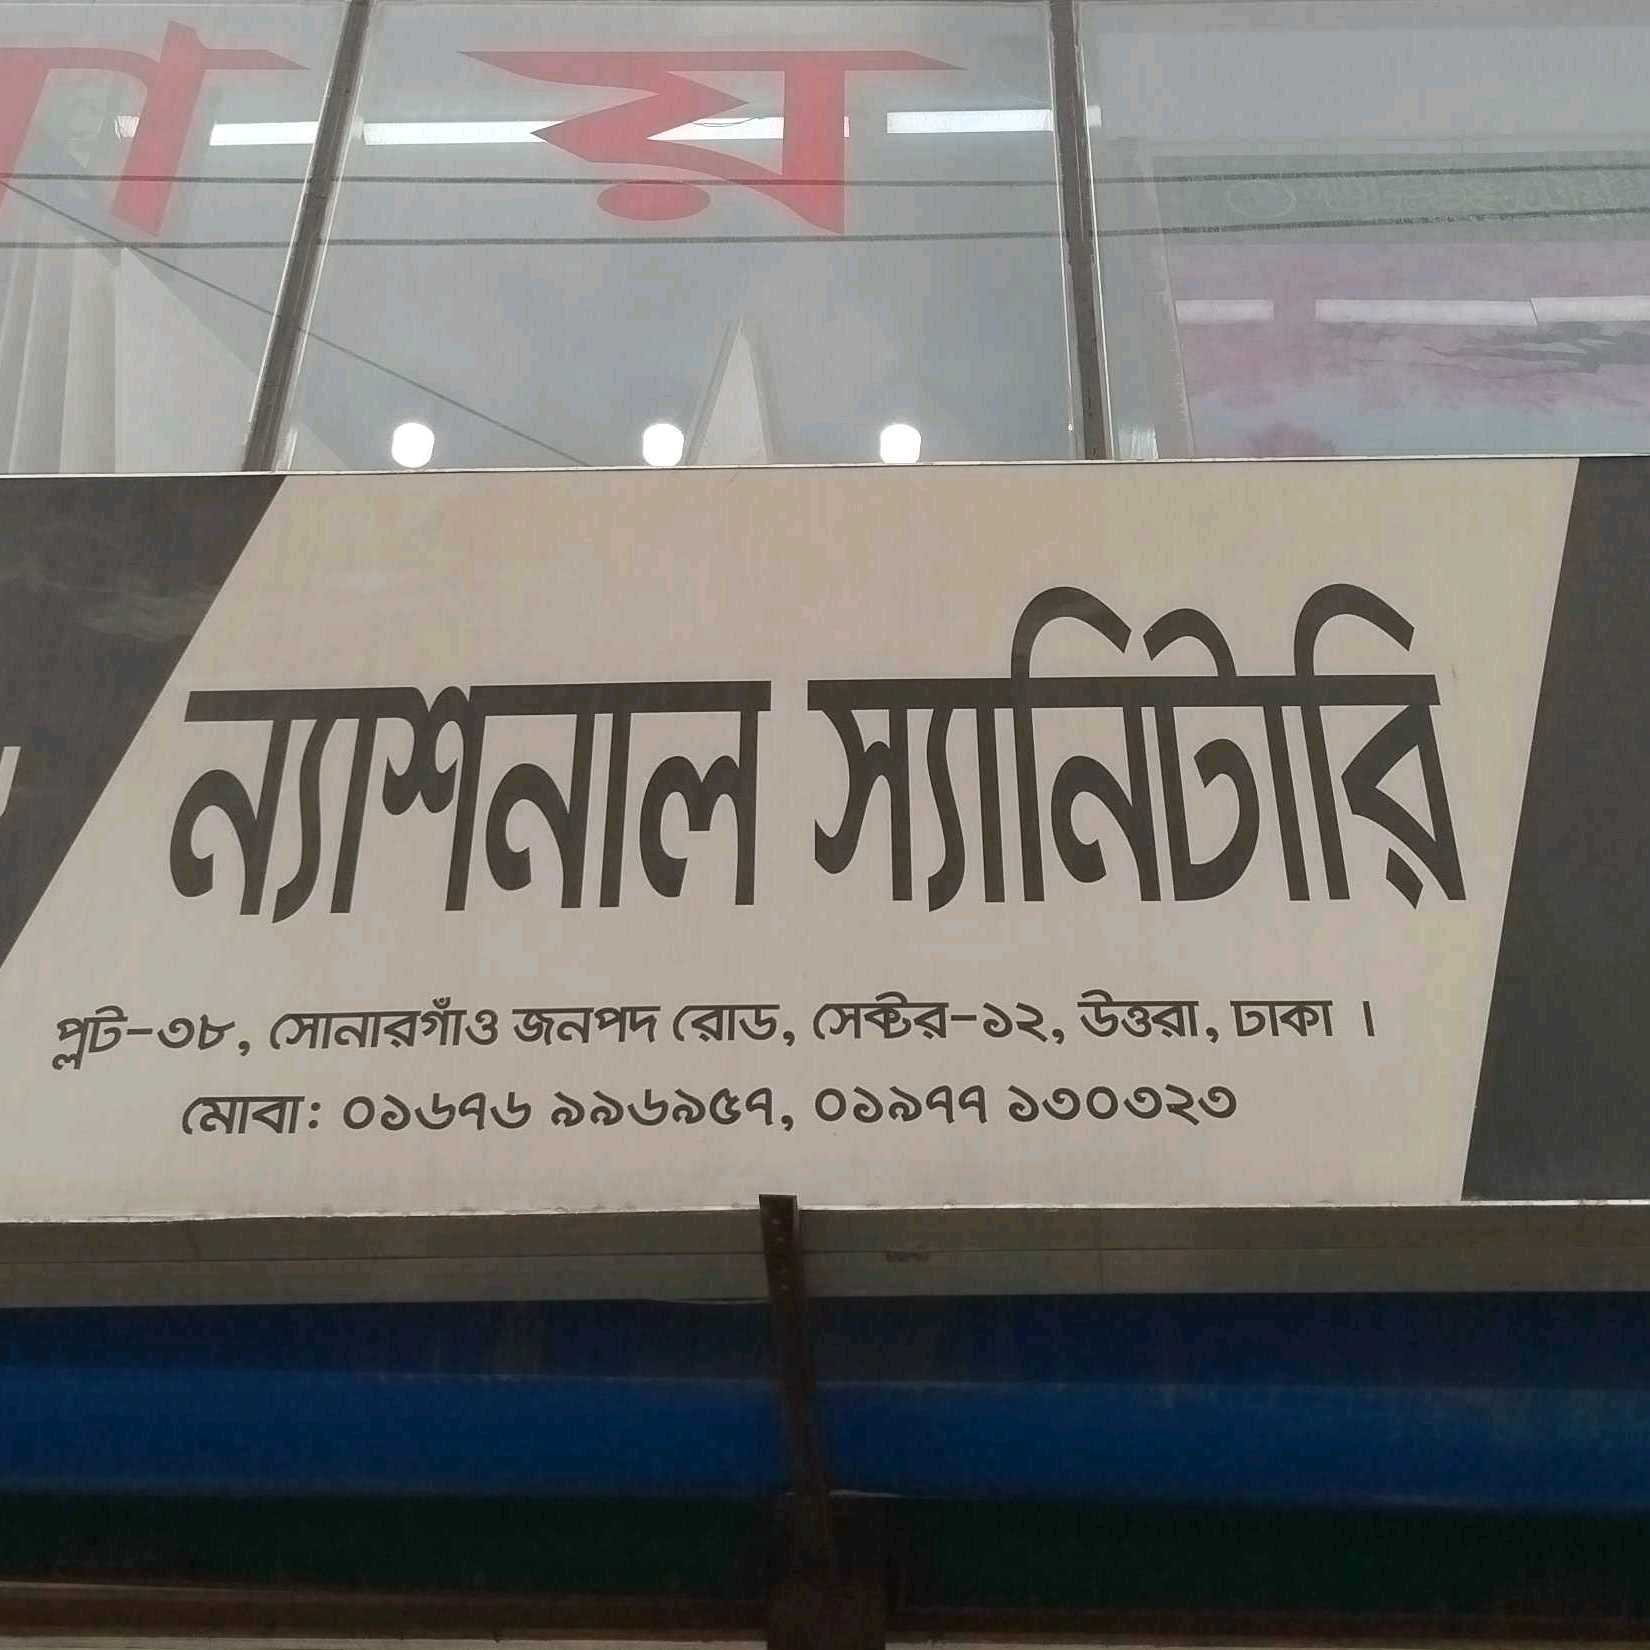 ন্যাশনাল স্যানিটারি
প্লট-৩৮, সোনারগাঁও জনপদ রোড, সেক্টর-১২, উত্তরা, ঢাকা ।
মোবা: ০১৬৭৬ ৯৯৬৯৫৭, ০১৯৭৭ ১৩০৩২৩